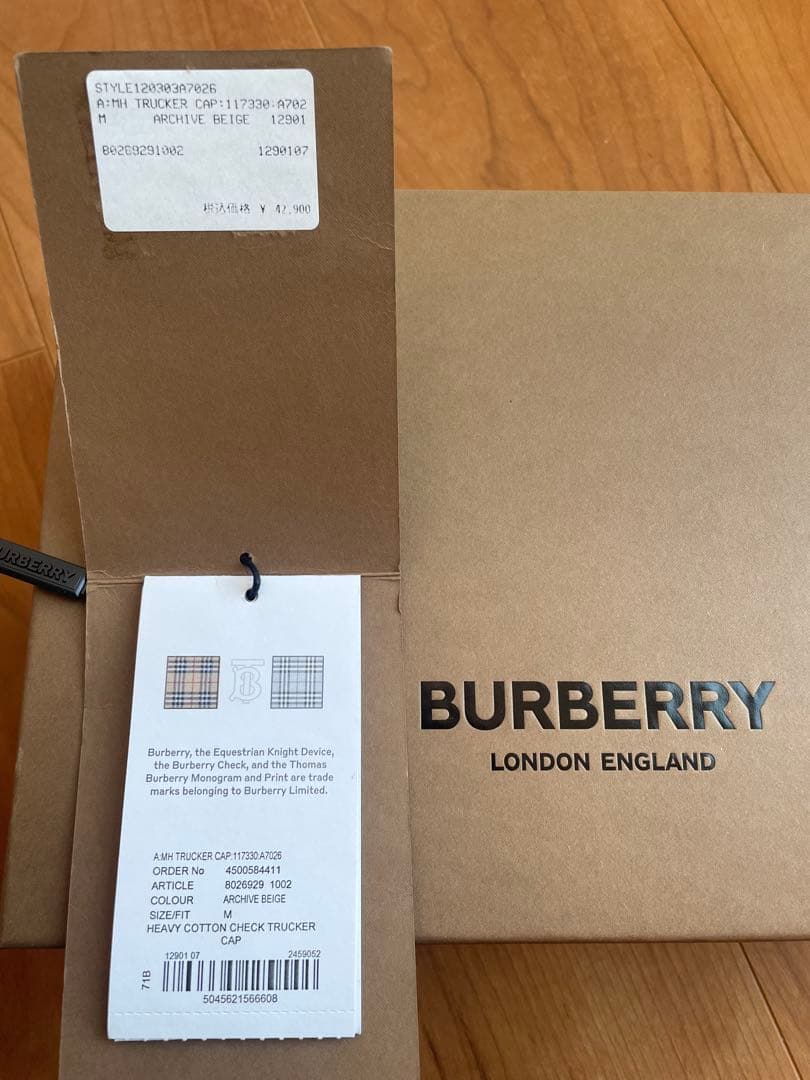 STYLE120303A7026
A:MH TRUCKER CAP:117330:A702
M ARCHIVE BEIGE 12901
80269291002 1290107
税込価格 ¥ 42,900
BURBERRY
Burberry, the Equestrian Knight Device,
the Burberry Check, and the Thomas
Burberry Monogram and Print are trade
marks belonging to Burberry Limited.
A:MH TRUCKER CAP:117330:A7026
ORDER No 4500584411
ARTICLE 8026929 1002
COLOUR ARCHIVE BEIGE
SIZE/FIT M
HEAVY COTTON CHECK TRUCKER
CAP
12901 07 2459052
71B
5045621566608
BURBERRY
LONDON ENGLAND